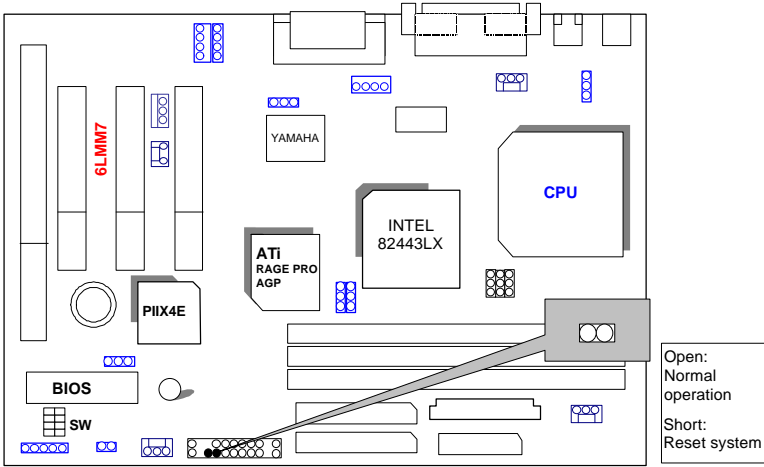 6LMM7
YAMAHA
CPU
INTEL
82443LX
ATi
RAGE PRO
AGP
PIIX4E
BIOS
SW
Open:
Normal
operation
Short:
Reset system